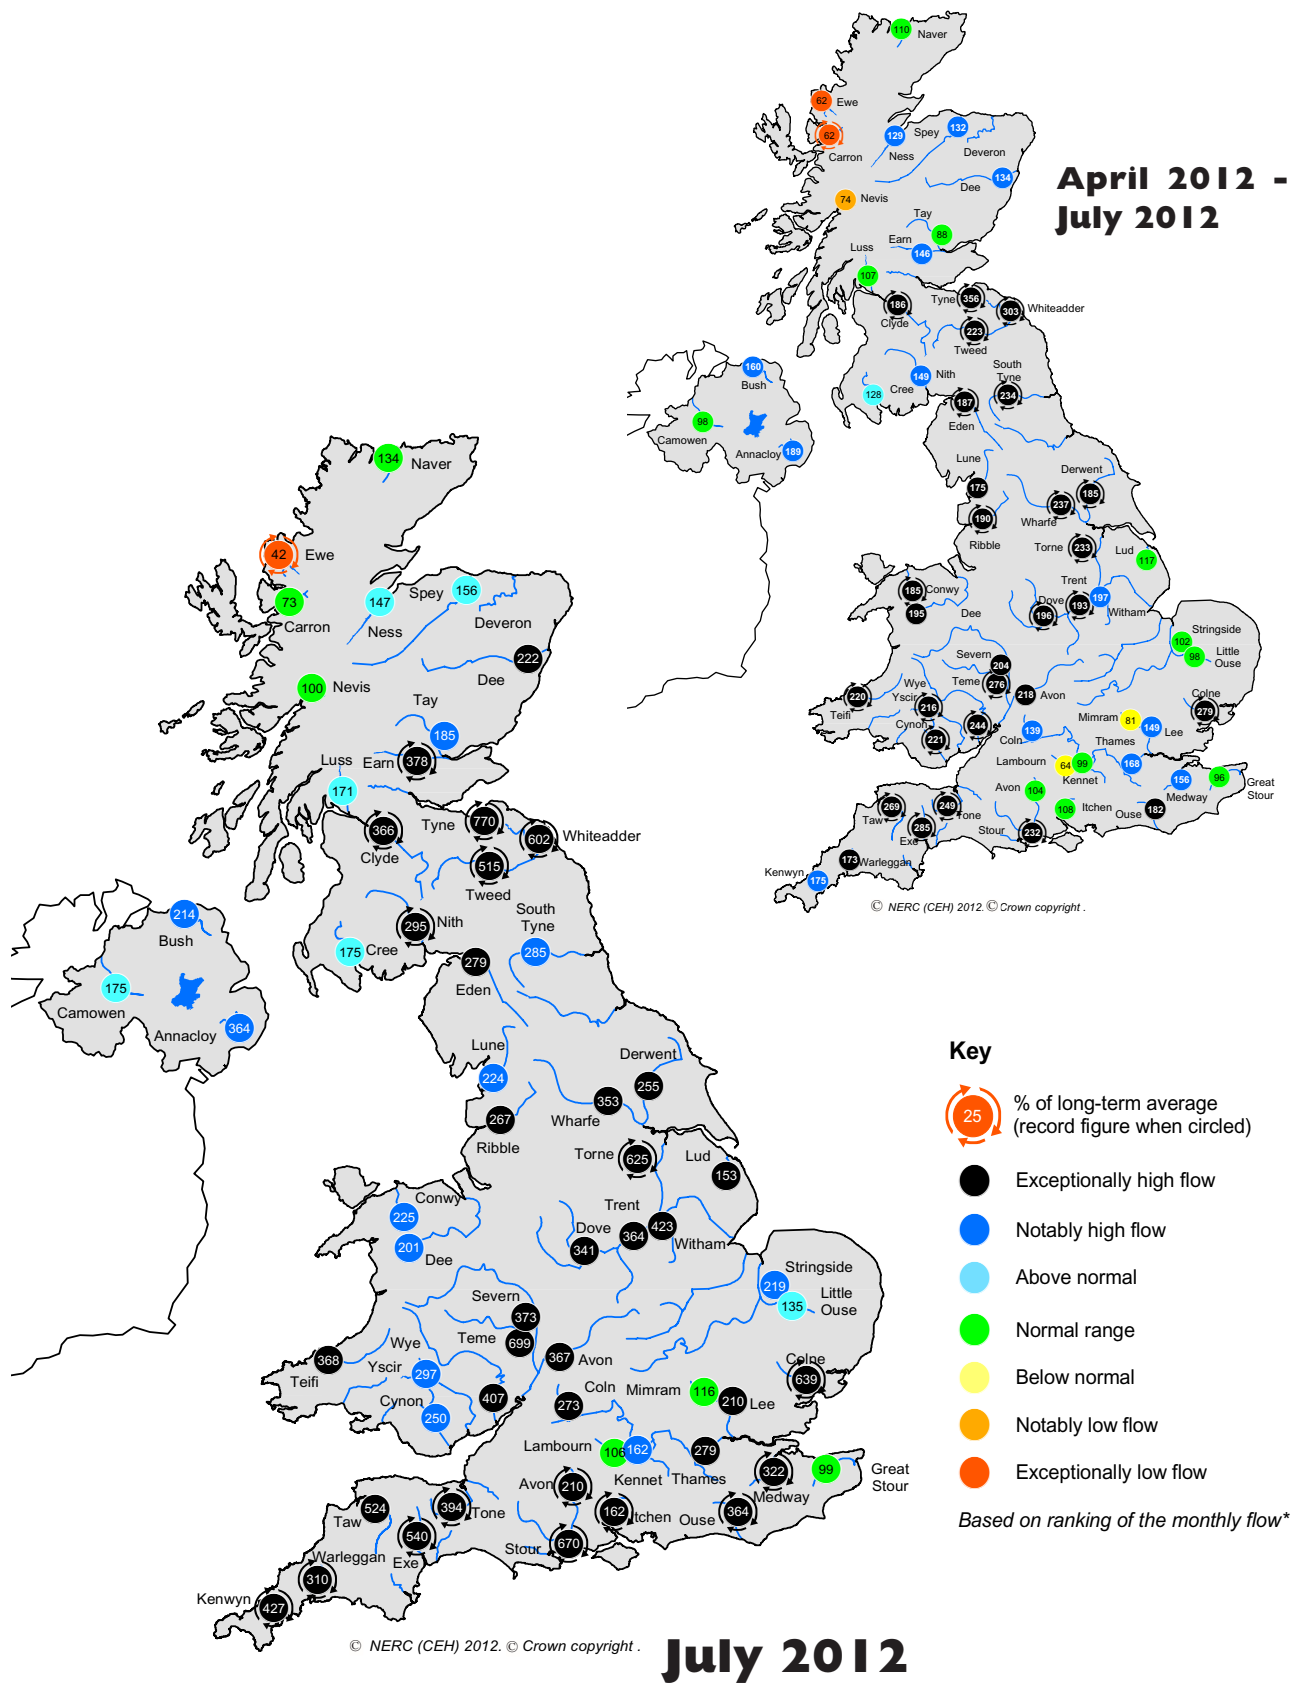 110
Naver
62
Ewe
62
Carron
129
Ness
Spey
132
Deveron
Dee
134
April 2012 -
July 2012
74
Nevis
Tay
88
Earn
146
Luss
107
186
Clyde
Tyne
356
303
Whiteadder
223
Tweed
160
Bush
98
Camowen
Annacloy
189
149
Nith
128
Cree
South
Tyne
234
187
Eden
Lune
175
190
Ribble
Derwent
185
237
Wharfe
Torne
233
Lud
117
185
Conwy
195
Dee
Trent
197
Dove
193
196
Witham
Stringside
102
98
Little
Ouse
Severn
204
Teme
276
218
Avon
220
Teifi
Wye
Yscir
216
Cynon
221
244
Colne
279
Mimram
81
149
Lee
139
Coln
Thames
168
Lambourn
64
99
Kennet
156
Medway
96
Great
Stour
Avon
104
108
Itchen
Ouse
182
269
Taw
249
Tone
285
Exe
Stour
232
173
Warleggan
Kenwyn
175
© NERC (CEH) 2012. © Crown copyright .
134
Naver
42
Ewe
73
Carron
147
Ness
Spey
156
Deveron
222
Dee
100
Nevis
Tay
185
Earn
378
Luss
171
366
Clyde
Tyne
770
602
Whiteadder
515
Tweed
295
Nith
175
Cree
South
Tyne
285
279
Eden
214
Bush
175
Camowen
Annacloy
364
Lune
224
267
Ribble
Derwent
255
353
Wharfe
Torne
625
Lud
153
Conwy
225
201
Dee
Trent
423
Dove
364
341
Witham
Stringside
219
135
Little
Ouse
Severn
373
Teme
699
367
Avon
368
Teifi
Wye
Yscir
297
Cynon
250
407
Coln
273
Mimram
116
210
Lee
Colne
639
Lambourn
106
162
Kennet
279
Thames
322
Medway
99
Great
Stour
Avon
210
162
Itchen
Ouse
364
524
Taw
394
Tone
540
Exe
Stour
670
Warleggan
310
Kenwyn
427
© NERC (CEH) 2012. © Crown copyright .
July 2012
Key
25
% of long-term average
(record figure when circled)
Exceptionally high flow
Notably high flow
Above normal
Normal range
Below normal
Notably low flow
Exceptionally low flow
Based on ranking of the monthly flow*